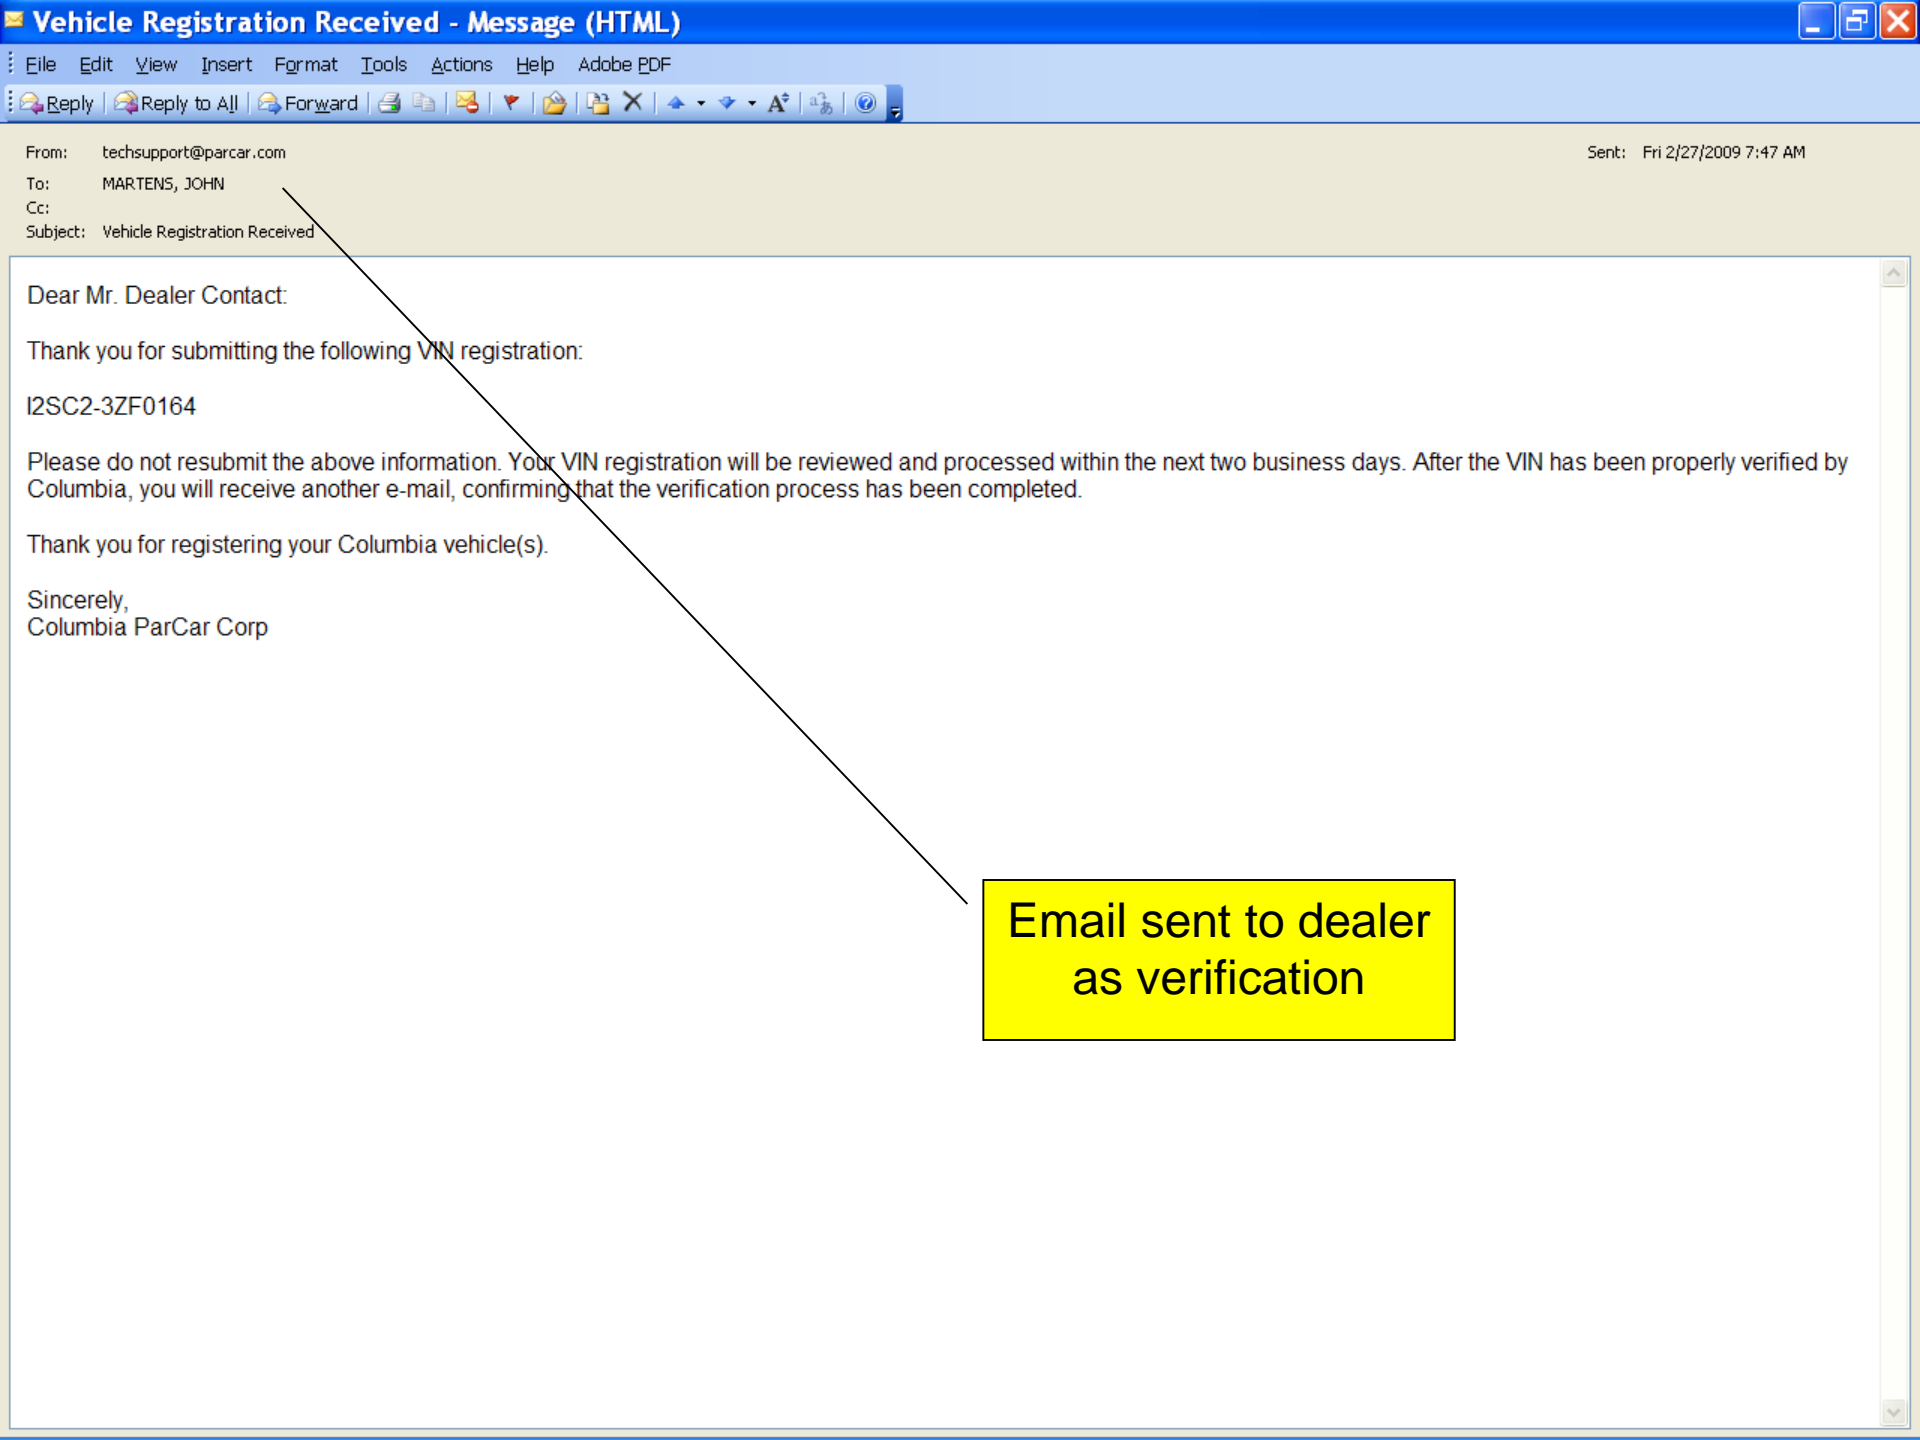 Vehicle Registration Received - Message (HTML)
File Edit View Insert Format Tools Actions Help Adobe PDF
Reply Reply to All Forward
From: techsupport@parcar.com Sent: Fri 2/27/2009 7:47 AM
To: MARTENS, JOHN
Cc:
Subject: Vehicle Registration Received
Dear Mr. Dealer Contact:
Thank you for submitting the following VIN registration:
I2SC2-3ZF0164
Please do not resubmit the above information. Your VIN registration will be reviewed and processed within the next two business days. After the VIN has been properly verified by
Columbia, you will receive another e-mail, confirming that the verification process has been completed.
Thank you for registering your Columbia vehicle(s).
Sincerely,
Columbia ParCar Corp
Email sent to dealer
as verification